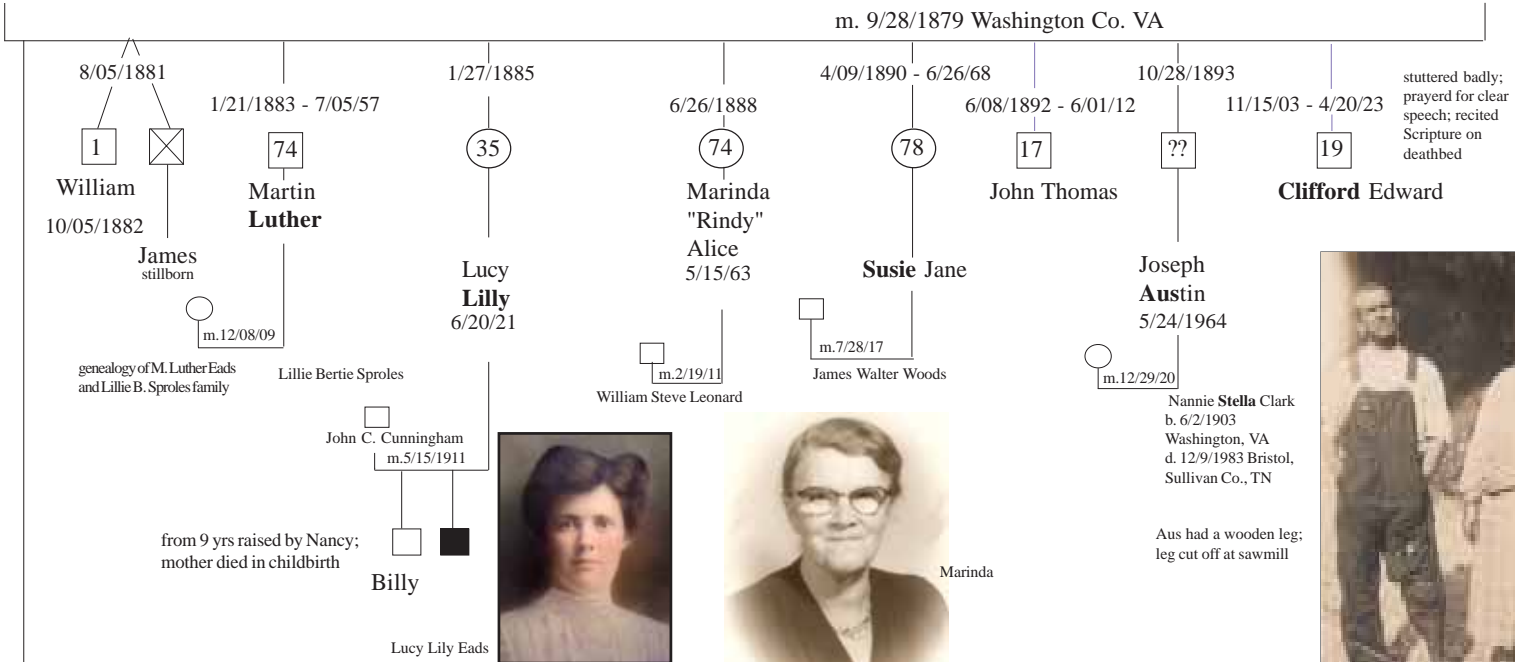 m. 9/28/1879 Washington Co. VA
8/05/1881
1/21/1883 - 7/05/57
1/27/1885
6/26/1888
4/09/1890 - 6/26/68
6/08/1892 - 6/01/12
10/28/1893
11/15/03 - 4/20/23
stuttered badly;
prayerd for clear
speech; recited
Scripture on
deathbed
1
74
35
74
78
17
??
19
William
10/05/1882
James
stillborn
Martin
Luther
m.12/08/09
genealogy of M. Luther Eads
and Lillie B. Sproles family
Lillie Bertie Sproles
Lucy
Lilly
6/20/21
John C. Cunningham
m.5/15/1911
from 9 yrs raised by Nancy;
mother died in childbirth
Billy
Lucy Lily Eads
Marinda
"Rindy"
Alice
5/15/63
m.2/19/11
William Steve Leonard
Marinda
Susie Jane
m.7/28/17
James Walter Woods
John Thomas
Joseph
Austin
5/24/1964
m.12/29/20
Nannie Stella Clark
b. 6/2/1903
Washington, VA
d. 12/9/1983 Bristol,
Sullivan Co., TN
Aus had a wooden leg;
leg cut off at sawmill
Clifford Edward